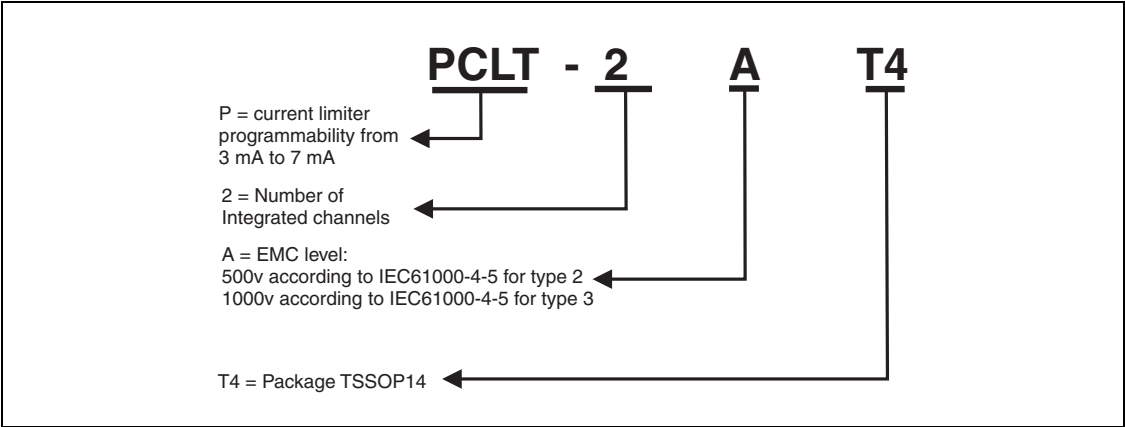 PCLT - 2 A T4
P = current limiter
programmability from
3 mA to 7 mA
2 = Number of
Integrated channels
A = EMC level:
500v according to IEC61000-4-5 for type 2
1000v according to IEC61000-4-5 for type 3
T4 = Package TSSOP14